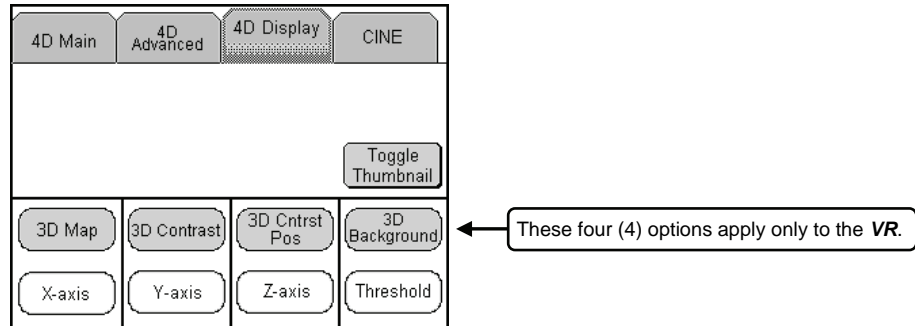 4D Main
4D
Advanced
4D Display
CINE
Toggle
Thumbnail
3D Map
3D Contrast
3D Cntrst
Pos
3D
Background
These four (4) options apply only to the VR.
X-axis
Y-axis
Z-axis
Threshold